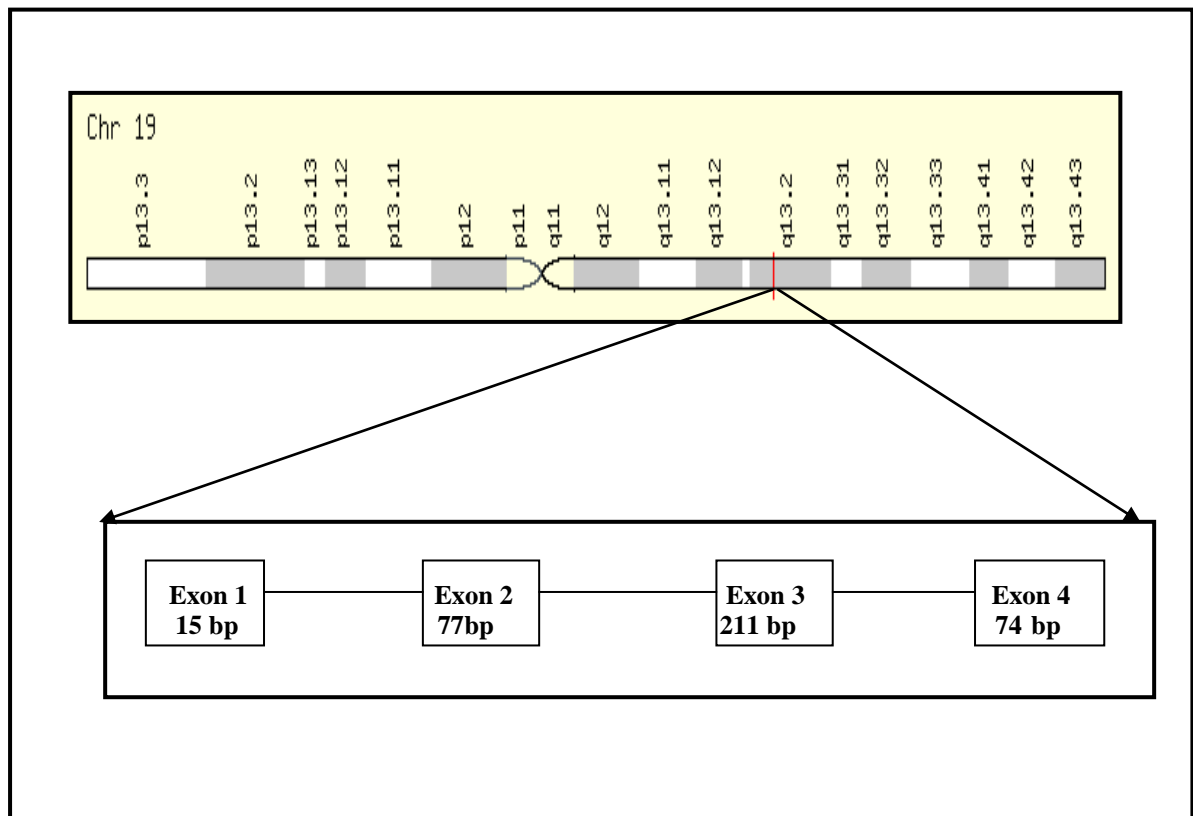 Chr 19
p13.3
p13.2
p13.13
p13.12
p13.11
p12
p11
q11
q12
q13.11
q13.12
q13.2
q13.31
q13.32
q13.33
q13.41
q13.42
q13.43
Exon 1
15 bp
Exon 2
77bp
Exon 3
211 bp
Exon 4
74 bp